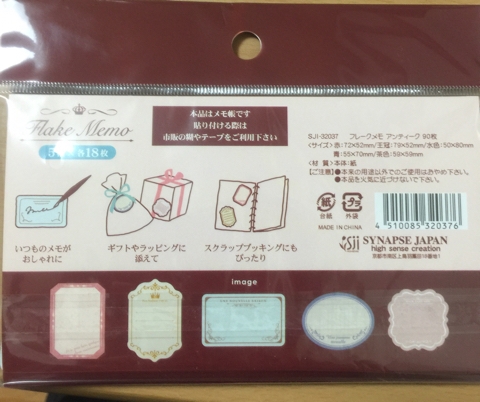 Flake Memo
5 各18枚
本品はメモ帳です
貼り付ける際は
市販の糊やテープをご利用下さい
SJI-32037 フレークメモ アンティーク 90枚
<サイズ>赤:72×52mm/王冠:79×52mm/水色:50×80mm
青:55×70mm/茶色:59×59mm
<材 質>本体:紙
【ご注意】●本来の用途以外でのご使用はおやめ下さい。
●本品を火気に近づけないで下さい。
紙
台紙
プラ
外袋
4510085320376
MADE IN CHINA
Sji SYNAPSE JAPAN
high sense creation
いつものメモが
おしゃれに
ギフトやラッピングに
添えて
スクラップブッキングにも
ぴったり
image